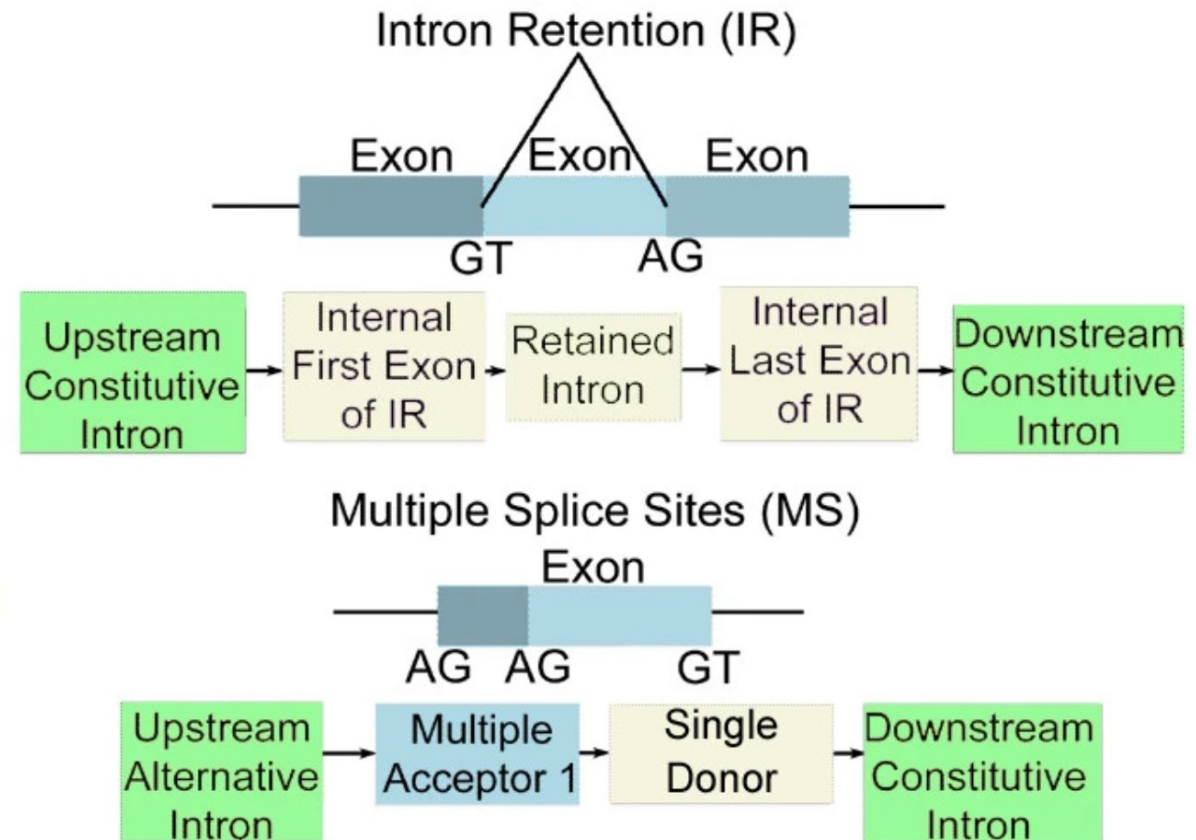 Intron Retention (IR)
Exon Exon Exon
GT AG
Upstream
Constitutive
Intron
Internal
First Exon
of IR
Retained
Intron
Internal
Last Exon
of IR
Downstream
Constitutive
Intron
Multiple Splice Sites (MS)
Exon
AG AG GT
Upstream
Alternative
Intron
Multiple
Acceptor 1
Single
Donor
Downstream
Constitutive
Intron